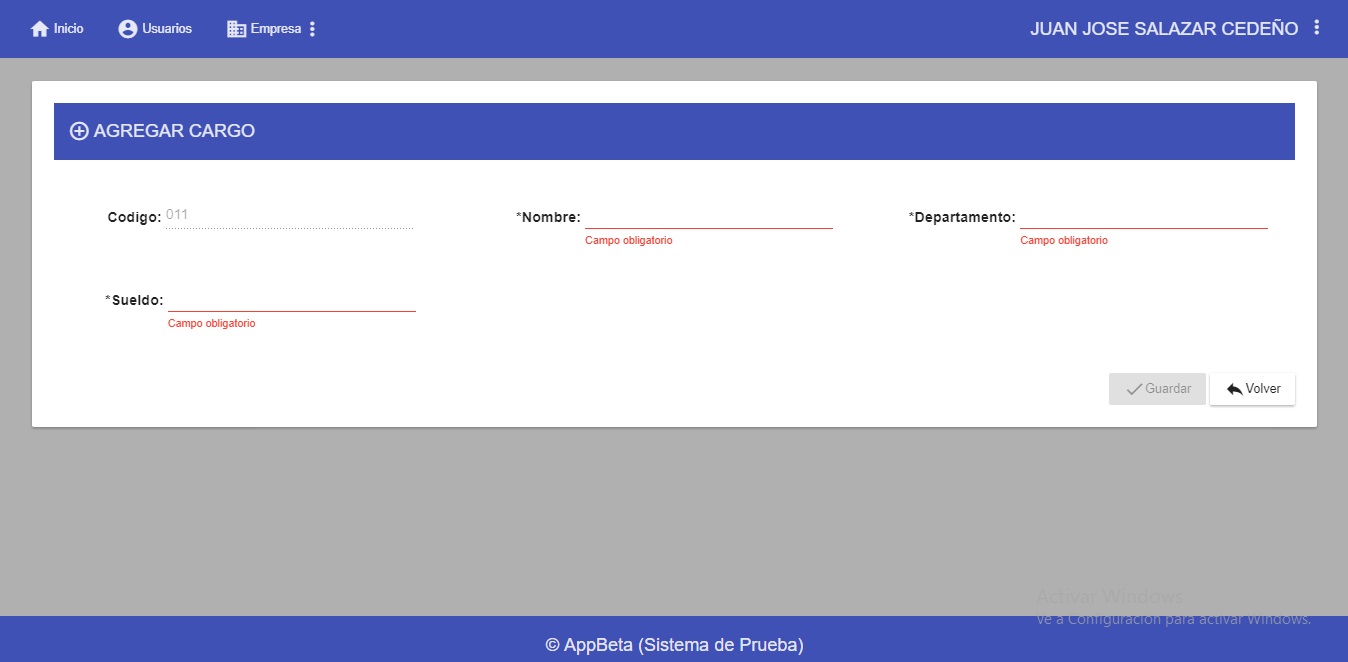 Inicio Usuarios Empresa JUAN JOSE SALAZAR CEDEÑO
AGREGAR CARGO
Codigo: 011 *Nombre: *Departamento:
Campo obligatorio Campo obligatorio
*Sueldo:
Campo obligatorio
Guardar Volver
Activar Windows
Ve a Configuración para activar Windows.
© AppBeta (Sistema de Prueba)